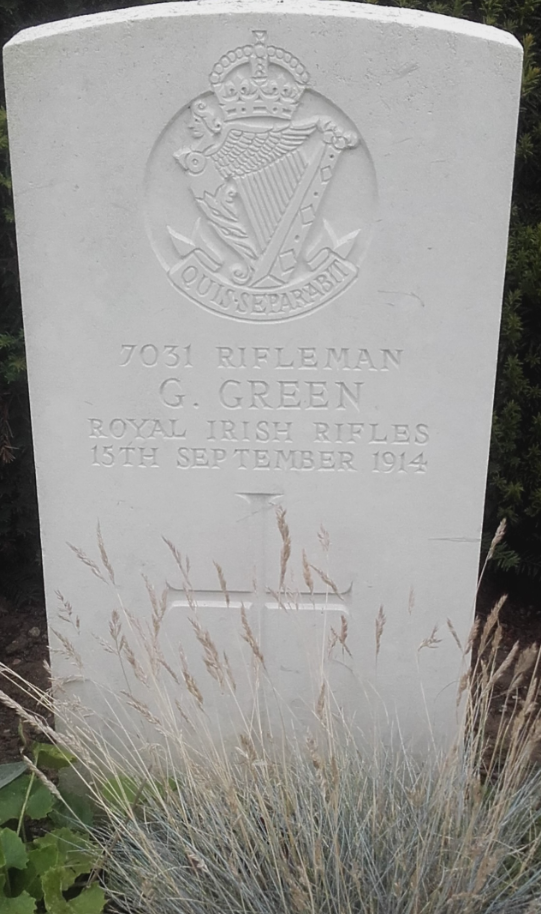 QUIS·SEPARABIT
7031 RIFLEMAN
G. GREEN
ROYAL IRISH RIFLES
15TH SEPTEMBER 1914